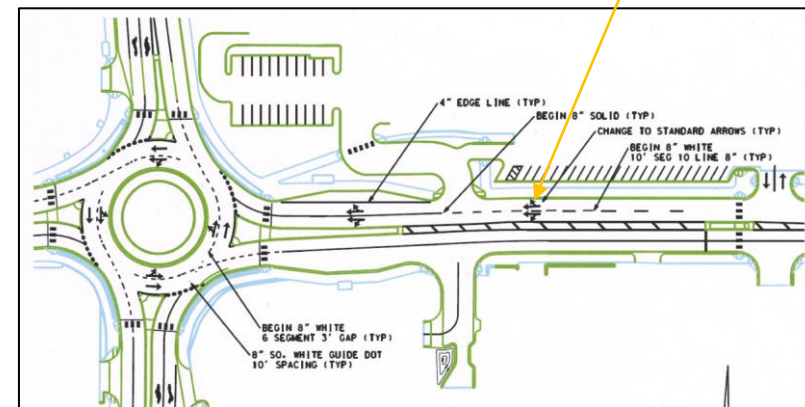 4" EDGE LINE (TYP)
BEGIN 8" SOLID (TYP)
CHANGE TO STANDARD ARROWS (TYP)
BEGIN 8" WHITE
10' SEG 10 LINE 8" (TYP)
BEGIN 8" WHITE
6 SEGMENT 3' GAP (TYP)
8" SO. WHITE GUIDE DOT
10' SPACING (TYP)